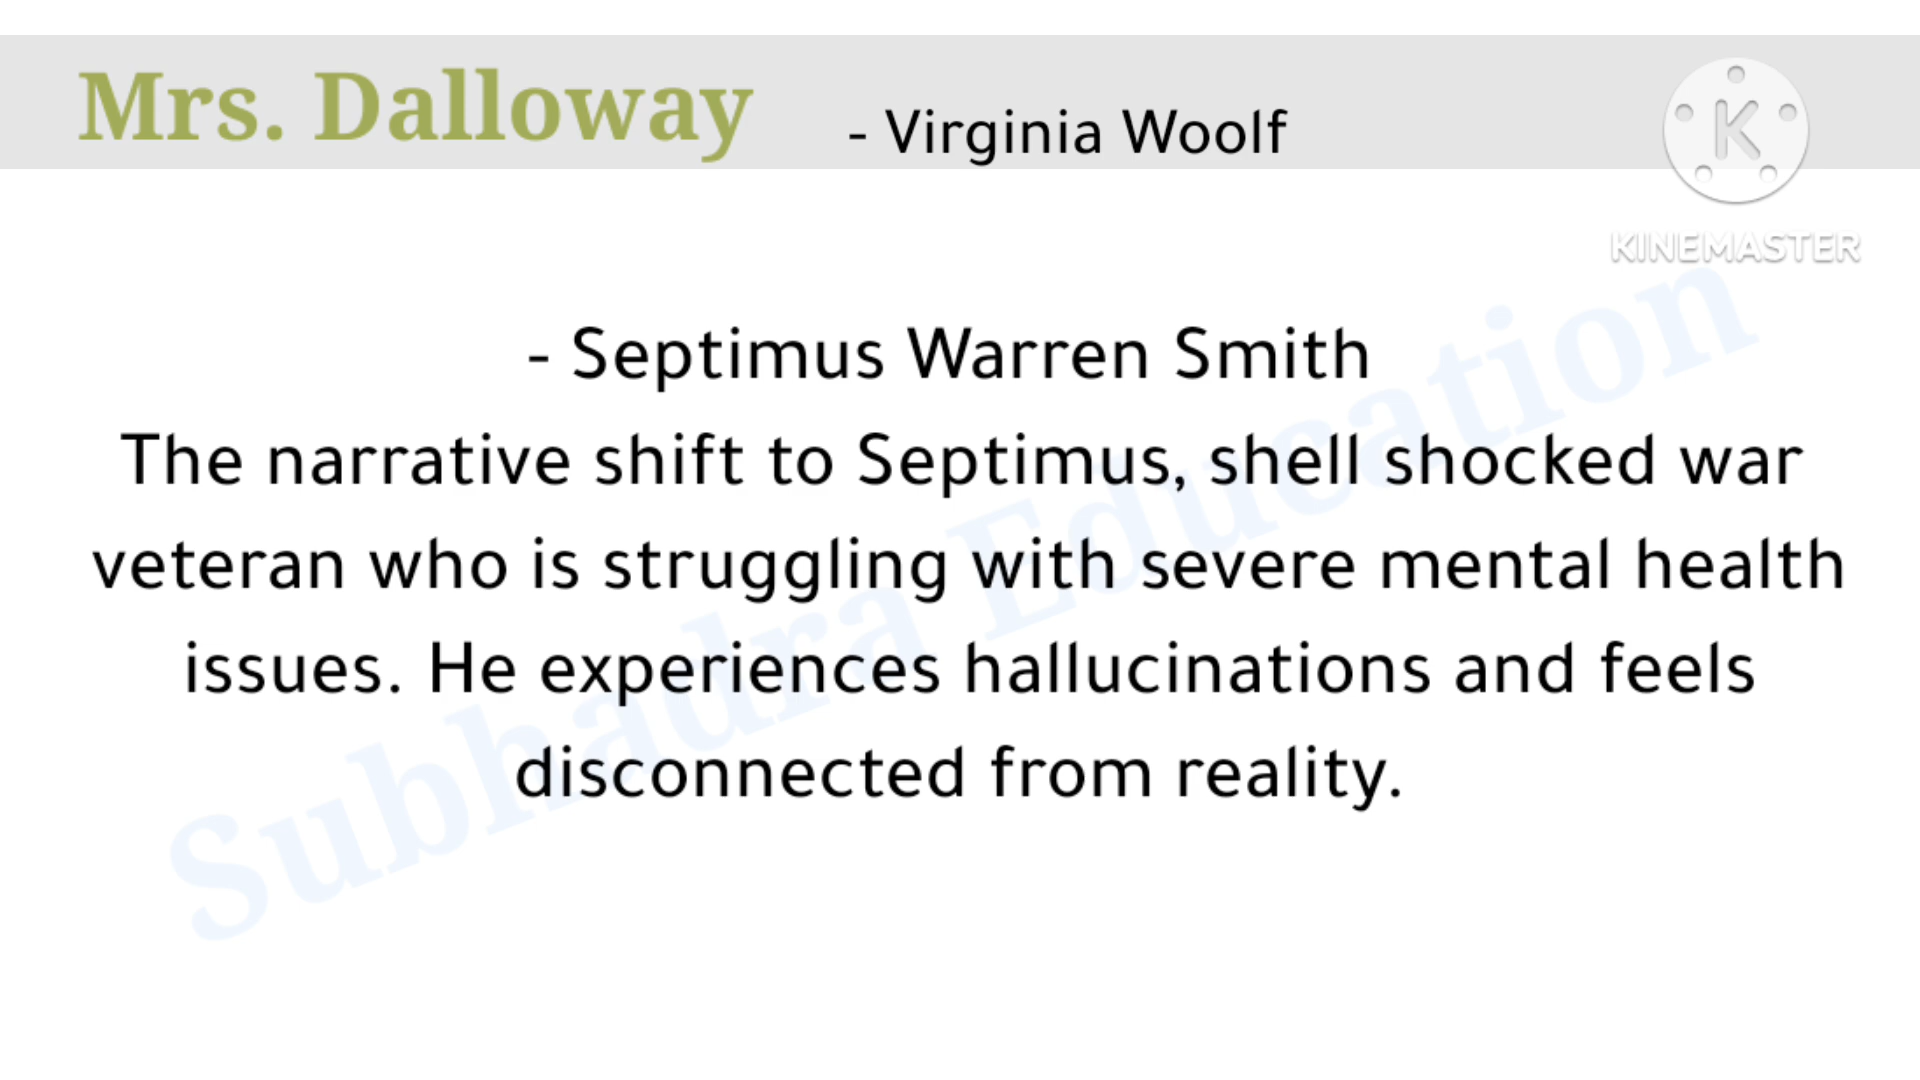 Mrs. Dalloway - Virginia Woolf
K
KINEMASTER
- Septimus Warren Smith
The narrative shift to Septimus, shell shocked war
veteran who is struggling with severe mental health
issues. He experiences hallucinations and feels
disconnected from reality.
Subhadra Education